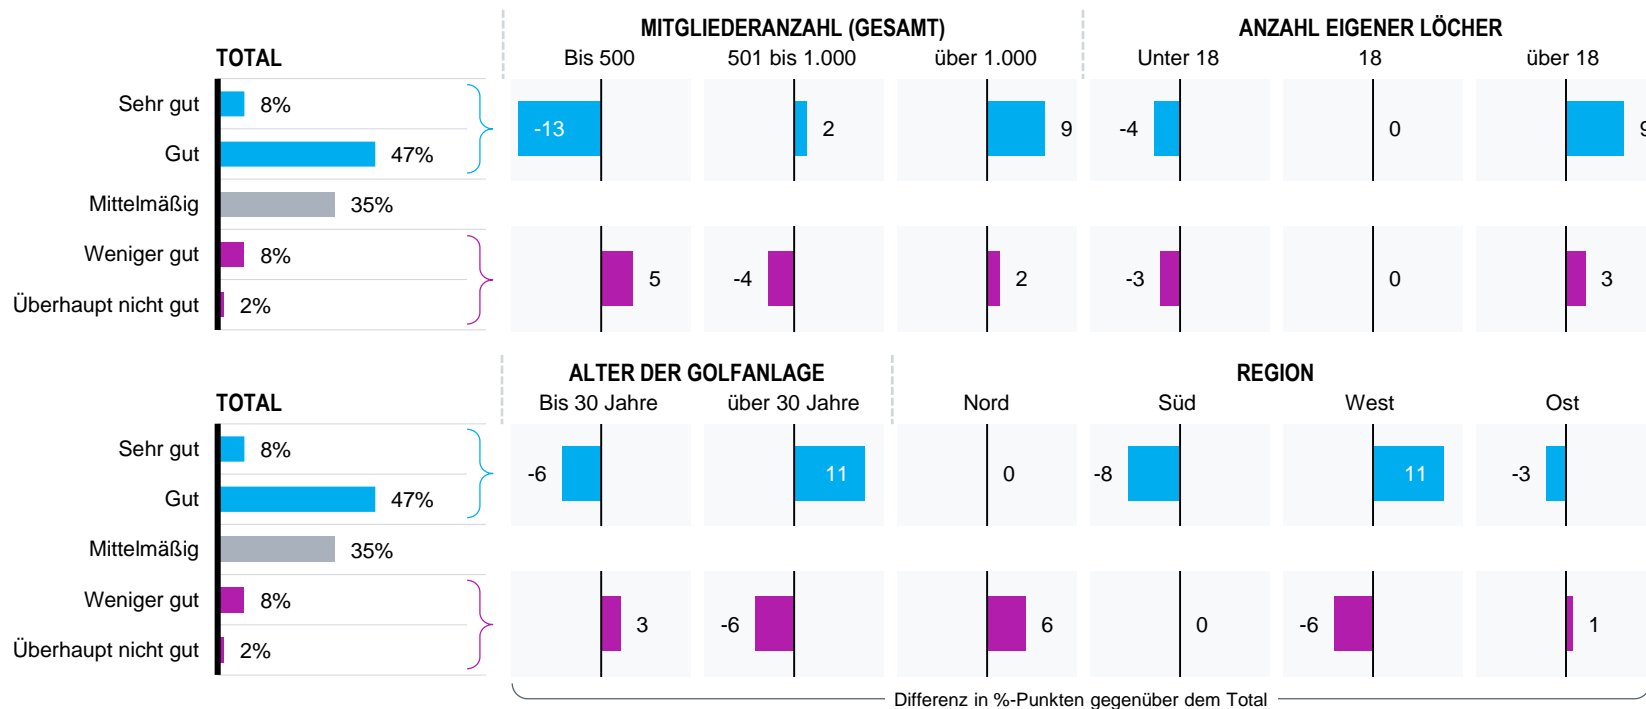 MITGLIEDERANZAHL (GESAMT) ANZAHL EIGENER LÖCHER
TOTAL Bis 500 501 bis 1.000 über 1.000 Unter 18 18 über 18
Sehr gut 8%
-13 2 9 -4 0 9
Gut 47%
Mittelmäßig 35%
Weniger gut 8%
5 -4 2 -3 0 3
Überhaupt nicht gut 2%
ALTER DER GOLFANLAGE REGION
TOTAL Bis 30 Jahre über 30 Jahre Nord Süd West Ost
Sehr gut 8%
-6 11 0 -8 11 -3
Gut 47%
Mittelmäßig 35%
Weniger gut 8%
3 -6 6 0 -6 1
Überhaupt nicht gut 2%
Differenz in %-Punkten gegenüber dem Total